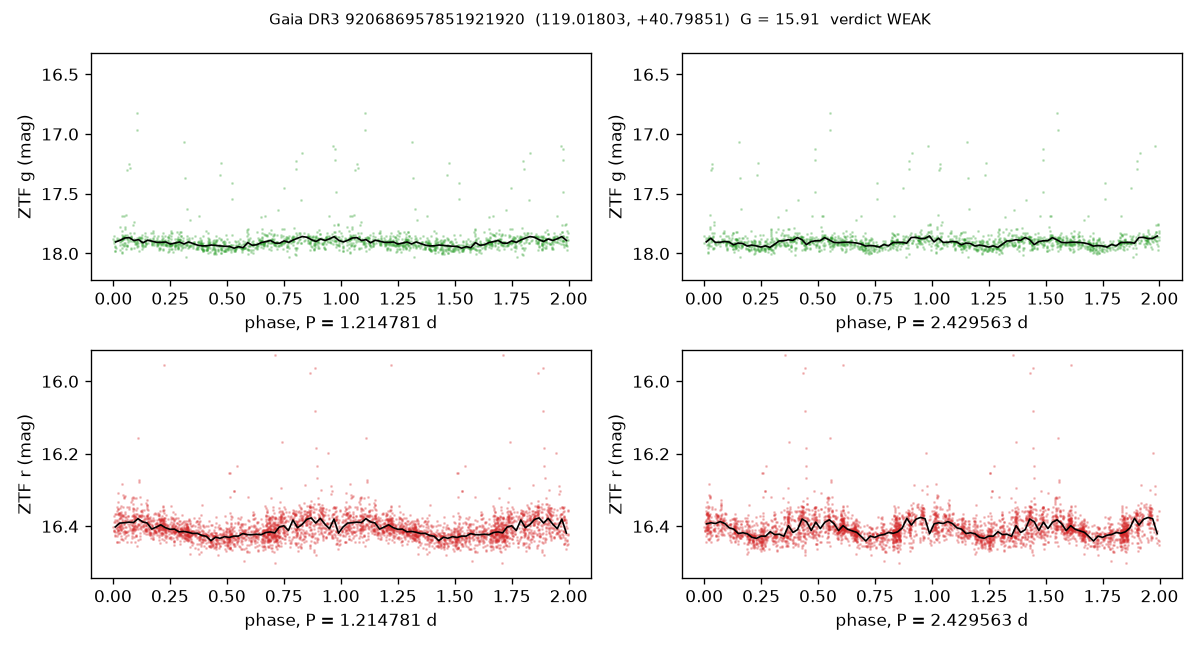 Gaia DR3 920686957851921920 (119.01803, +40.79851) G = 15.91 verdict WEAK
ZTF g (mag)
16.5
17.0
17.5
18.0
0.00 0.25 0.50 0.75 1.00 1.25 1.50 1.75 2.00
phase, P = 1.214781 d
ZTF g (mag)
16.5
17.0
17.5
18.0
0.00 0.25 0.50 0.75 1.00 1.25 1.50 1.75 2.00
phase, P = 2.429563 d
ZTF r (mag)
16.0
16.2
16.4
0.00 0.25 0.50 0.75 1.00 1.25 1.50 1.75 2.00
phase, P = 1.214781 d
ZTF r (mag)
16.0
16.2
16.4
0.00 0.25 0.50 0.75 1.00 1.25 1.50 1.75 2.00
phase, P = 2.429563 d